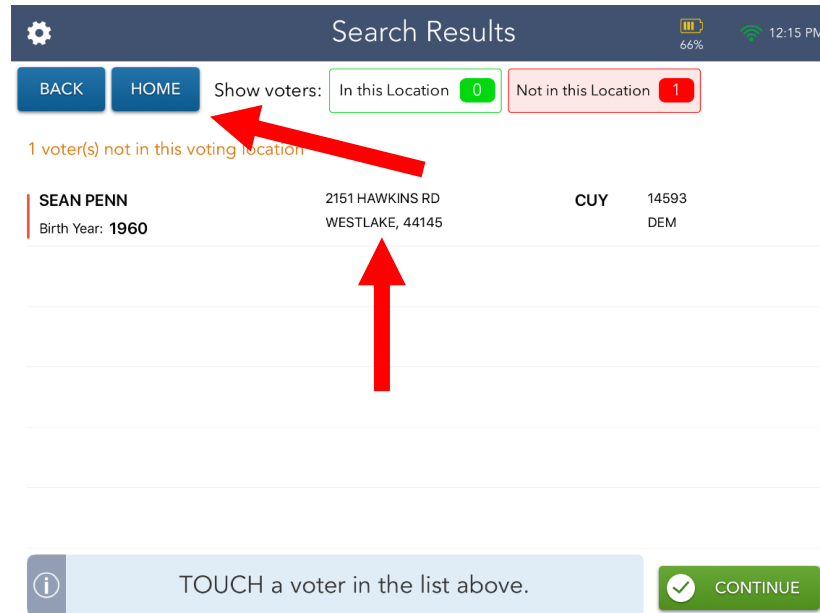 Search Results
66%
12:15 PM
BACK HOME Show voters: In this Location 0 Not in this Location 1
1 voter(s) not in this voting location
SEAN PENN 2151 HAWKINS RD CUY 14593
Birth Year: 1960 WESTLAKE, 44145 DEM
TOUCH a voter in the list above.
CONTINUE